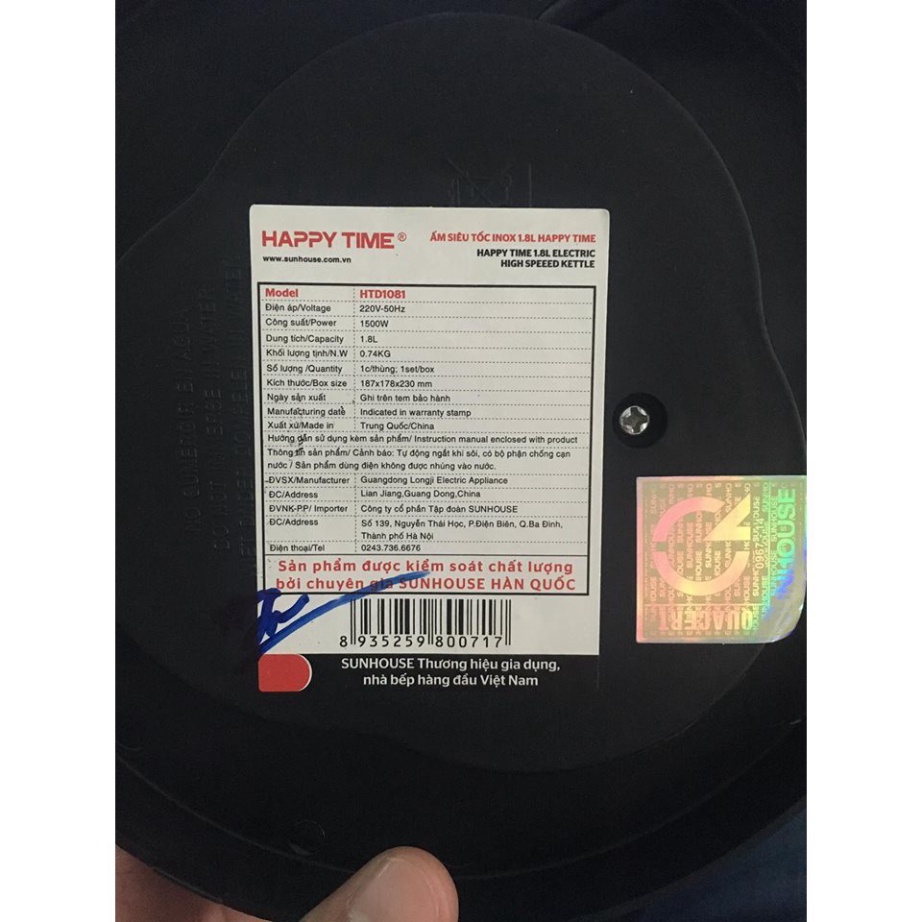 HAPPY TIME®
www.sunhouse.com.vn
ẤM SIÊU TỐC INOX 1.8L HAPPY TIME
HAPPY TIME 1.8L ELECTRIC
HIGH SPEEED KETTLE
Model HTD1081
Điện áp/Voltage 220V-50Hz
Công suất/Power 1500W
Dung tích/Capacity 1.8L
Khối lượng tịnh/N.W 0.74KG
Số lượng /Quantity 1c/thùng; 1set/box
Kích thước/Box size 187x178x230 mm
Ngày sản xuất Ghi trên tem bảo hành
Manufacturing date Indicated in warranty stamp
Xuất xứ/Made in Trung Quốc/China
Hướng dẫn sử dụng kèm sản phẩm/ Instruction manual enclosed with product
Thông tin sản phẩm/ Cảnh báo: Tự động ngắt khi sôi, có bộ phận chống cạn
nước / Sản phẩm dùng điện không được nhúng vào nước.
ĐVSX/Manufacturer Guangdong Longji Electric Appliance
ĐC/Address Lian Jiang,Guang Dong,China
ĐVNK-PP/ Importer Công ty cổ phần Tập đoàn SUNHOUSE
ĐC/Address Số 139, Nguyễn Thái Học, P.Điện Biên, Q.Ba Đình,
Thành phố Hà Nội
Điện thoại/Tel 0243.736.6676
Sản phẩm được kiểm soát chất lượng
bởi chuyên gia SUNHOUSE HÀN QUỐC
8 935259 800717
SUNHOUSE Thương hiệu gia dụng,
nhà bếp hàng đầu Việt Nam
DO NOT IMMERSE IN WATER
SUNHOUSE